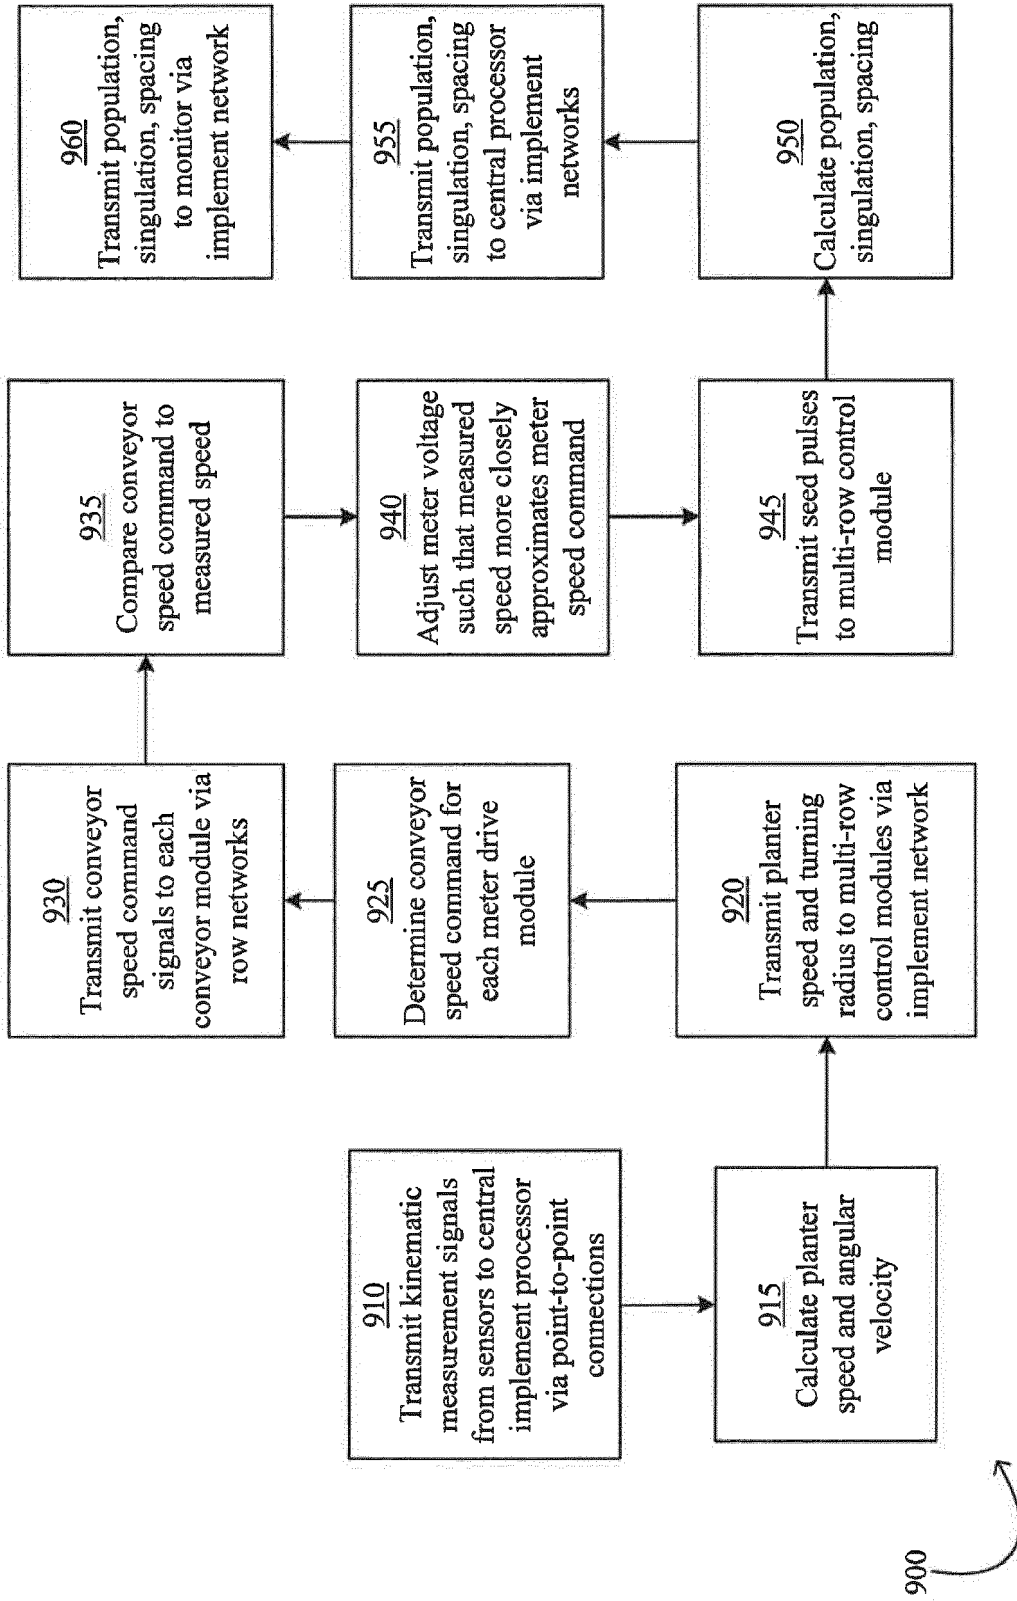 910
Transmit kinematic
measurement signals
from sensors to central
implement processor
via point-to-point
connections
915
Calculate planter
speed and angular
velocity
920
Transmit planter
speed and turning
radius to multi-row
control modules via
implement network
925
Determine conveyor
speed command for
each meter drive
module
930
Transmit conveyor
speed command
signals to each
conveyor module via
row networks
935
Compare conveyor
speed command to
measured speed
940
Adjust meter voltage
such that measured
speed more closely
approximates meter
speed command
945
Transmit seed pulses
to multi-row control
module
950
Calculate population,
singulation, spacing
955
Transmit population,
singulation, spacing
to central processor
via implement
networks
960
Transmit population,
singulation, spacing
to monitor via
implement network
900